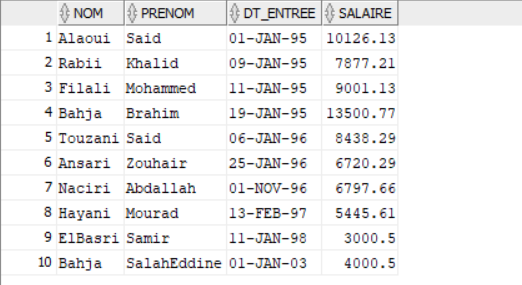 NOM PRENOM DT_ENTREE SALAIRE
1 Alaoui Said 01-JAN-95 10126.13
2 Rabii Khalid 09-JAN-95 7877.21
3 Filali Mohammed 11-JAN-95 9001.13
4 Bahja Brahim 19-JAN-95 13500.77
5 Touzani Said 06-JAN-96 8438.29
6 Ansari Zouhair 25-JAN-96 6720.29
7 Naciri Abdallah 01-NOV-96 6797.66
8 Hayani Mourad 13-FEB-97 5445.61
9 ElBasri Samir 11-JAN-98 3000.5
10 Bahja SalahEddine 01-JAN-03 4000.5